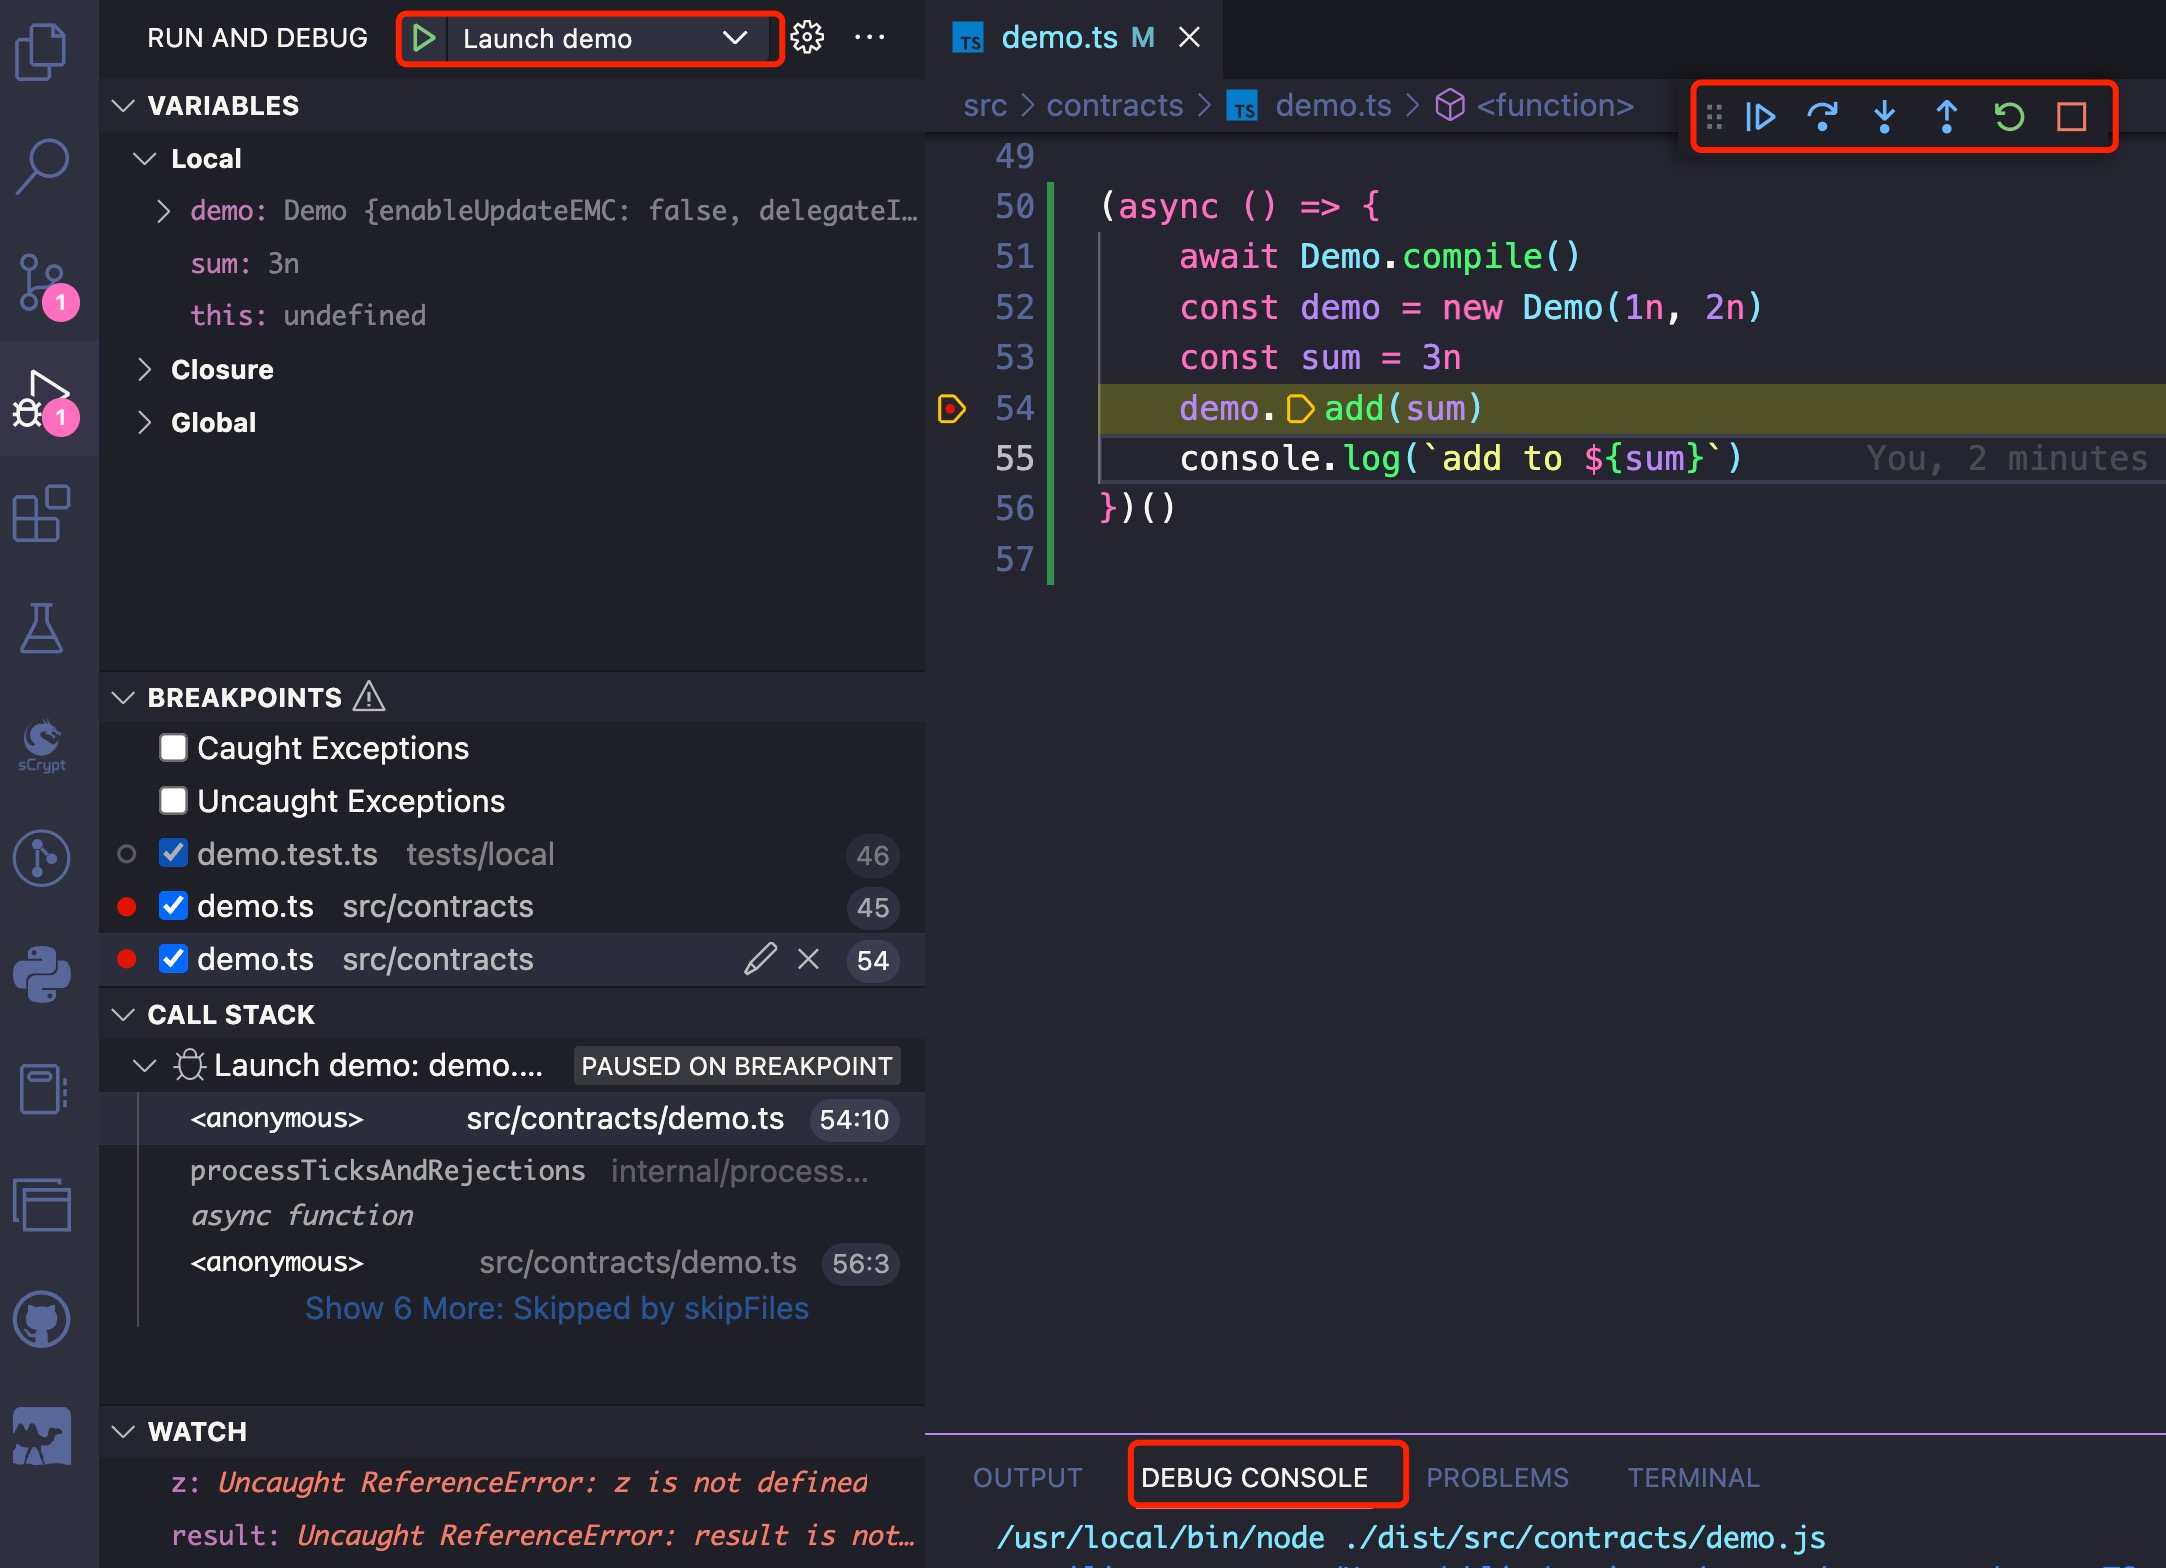 RUN AND DEBUG
Launch demo
VARIABLES
Local
demo: Demo {enableUpdateEMC: false, delegateI…
sum: 3n
this: undefined
Closure
Global
1
1
sCrypt
BREAKPOINTS
Caught Exceptions
Uncaught Exceptions
demo.test.ts tests/local 46
demo.ts src/contracts 45
demo.ts src/contracts 54
CALL STACK
Launch demo: demo.... PAUSED ON BREAKPOINT
<anonymous> src/contracts/demo.ts 54:10
processTicksAndRejections internal/process...
async function
<anonymous> src/contracts/demo.ts 56:3
Show 6 More: Skipped by skipFiles
WATCH
z: Uncaught ReferenceError: z is not defined
result: Uncaught ReferenceError: result is not…
TS demo.ts M
src > contracts > TS demo.ts > <function>
49
50 (async () => {
51 await Demo.compile()
52 const demo = new Demo(1n, 2n)
53 const sum = 3n
54 demo.add(sum)
55 console.log(`add to ${sum}`) You, 2 minutes
56 })()
57
OUTPUT DEBUG CONSOLE PROBLEMS TERMINAL
/usr/local/bin/node ./dist/src/contracts/demo.js